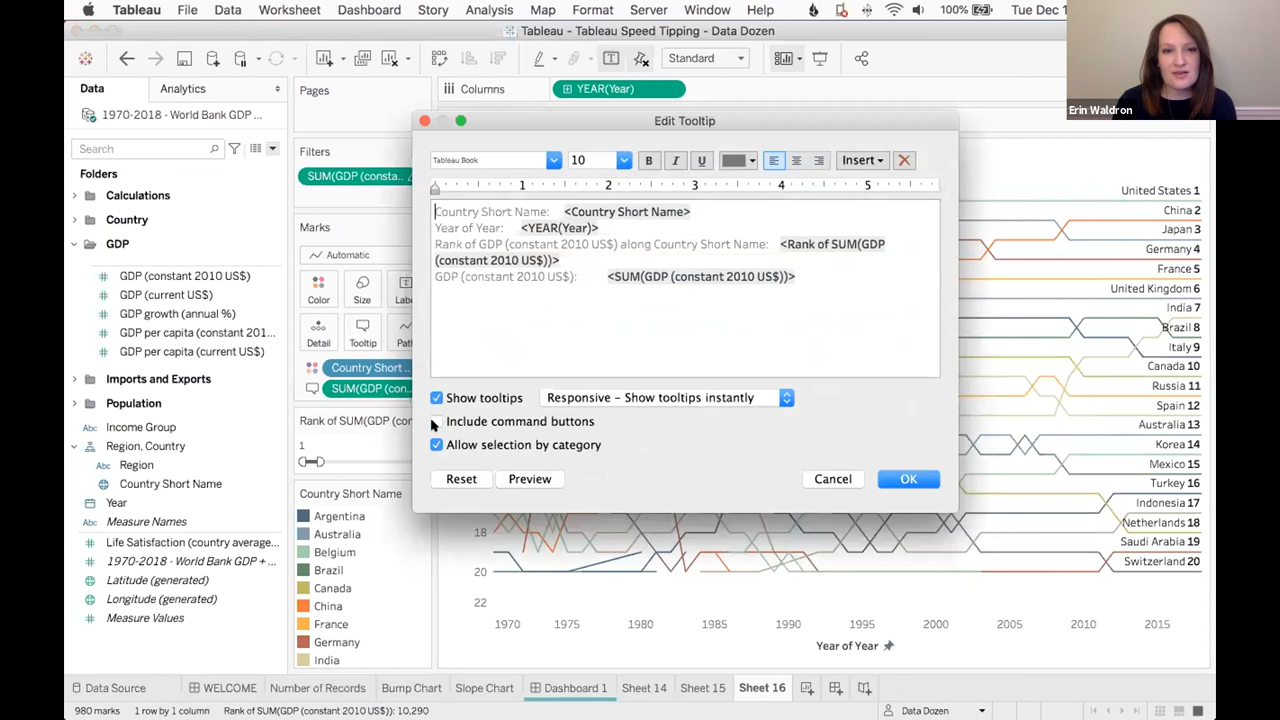 Tableau File Data Worksheet Dashboard Story Analysis Map Format Server Window Help 100% Tue Dec 1
Tableau - Tableau Speed Tipping - Data Dozen
Standard
Erin Waldron
Data Analytics
1970-2018 - World Bank GDP ...
Search
Folders
Calculations
Country
GDP
GDP (constant 2010 US$)
GDP (current US$)
GDP growth (annual %)
GDP per capita (constant 201...
GDP per capita (current US$)
Imports and Exports
Population
Income Group
Region, Country
Region
Country Short Name
Year
Measure Names
Life Satisfaction (country average...
1970-2018 - World Bank GDP + ...
Latitude (generated)
Longitude (generated)
Measure Values
Pages
Filters
SUM(GDP (consta..
Marks
Automatic
Color Size Labe
Detail Tooltip Pat
Country Short ..
SUM(GDP (con..
Rank of SUM(GDP (co
1
Country Short Name
Argentina
Australia
Belgium
Brazil
Canada
China
France
Germany
India
Columns YEAR(Year)
Edit Tooltip
Tableau Book 10 B I U Insert
1 2 3 4 5
Country Short Name: <Country Short Name>
Year of Year: <YEAR(Year)>
Rank of GDP (constant 2010 US$) along Country Short Name: <Rank of SUM(GDP
(constant 2010 US$))>
GDP (constant 2010 US$): <SUM(GDP (constant 2010 US$))>
Show tooltips Responsive – Show tooltips instantly
Include command buttons
Allow selection by category
Reset Preview Cancel OK
United States 1
China 2
Japan 3
Germany 4
France 5
United Kingdom 6
India 7
Brazil 8
Italy 9
Canada 10
Russia 11
Spain 12
Australia 13
Korea 14
Mexico 15
Turkey 16
Indonesia 17
Netherlands 18
Saudi Arabia 19
Switzerland 20
18
20
22
1970 1975 1980 1985 1990 1995 2000 2005 2010 2015
Year of Year
Data Source WELCOME Number of Records Bump Chart Slope Chart Dashboard 1 Sheet 14 Sheet 15 Sheet 16
980 marks 1 row by 1 column Rank of SUM(GDP (constant 2010 US$)): 10,290 Data Dozen